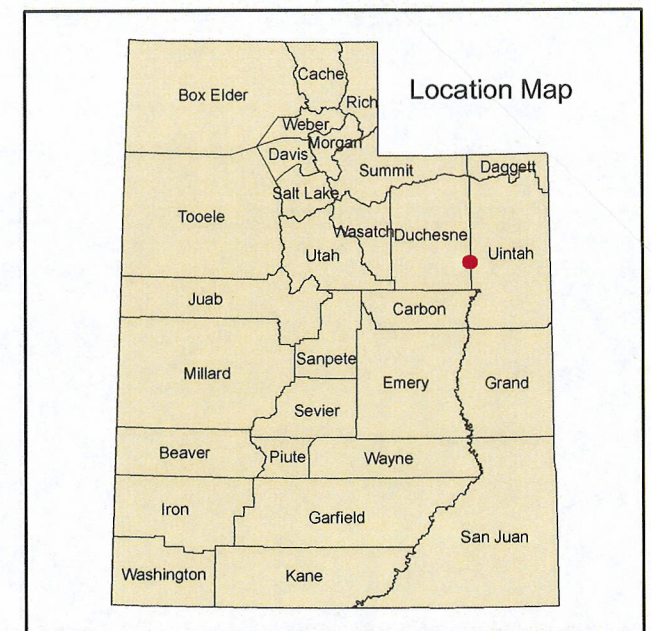 Location Map
Cache
Box Elder
Rich
Weber
Morgan
Davis
Summit
Daggett
Salt Lake
Tooele
Wasatch
Duchesne
Uintah
Utah
Juab
Carbon
Sanpete
Millard
Emery
Grand
Sevier
Beaver
Piute
Wayne
Iron
Garfield
San Juan
Washington
Kane